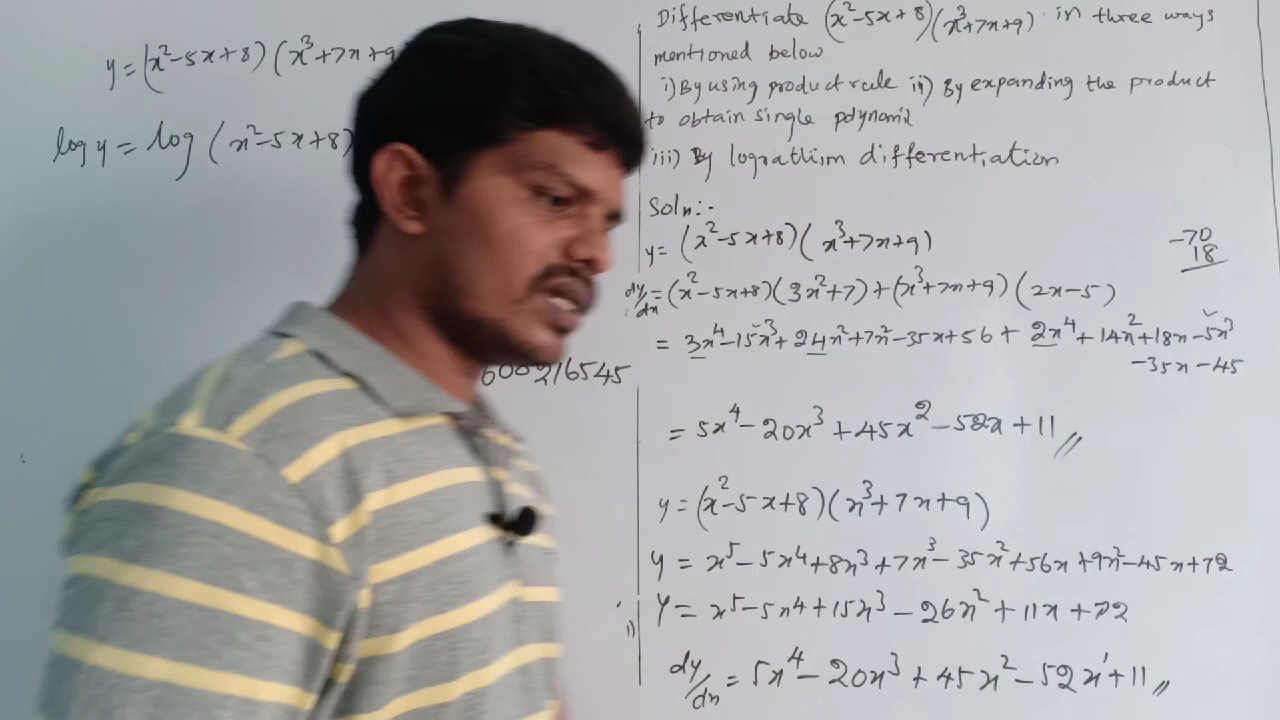 y = (x²-5x+8)(x³+7x+9
log y = log (x²-5x+8)
600216545
Differentiate (x²-5x+8)(x³+7x+9) in three ways
mentioned below
i) By using product rule ii) By expanding the product
to obtain single polynomil
iii) By lograthism differentiation
Soln:-
y = (x²-5x+8)(x³+7x+9)
-70
18
dy/dx = (x²-5x+8)(3x²+7)+(x³+7x+9)(2x-5)
= 3x⁴-15x³+24x²+7x²-35x+56+2x⁴+14x²+18x-5x³
-35x-45
= 5x⁴-20x³+45x²-52x+11//
y = (x²-5x+8)(x³+7x+9)
y = x⁵-5x⁴+8x³+7x³-35x²+56x+9x²-45x+72
y = x⁵-5x⁴+15x³-26x²+11x+72
dy/dx = 5x⁴-20x³+45x²-52x¹+11//